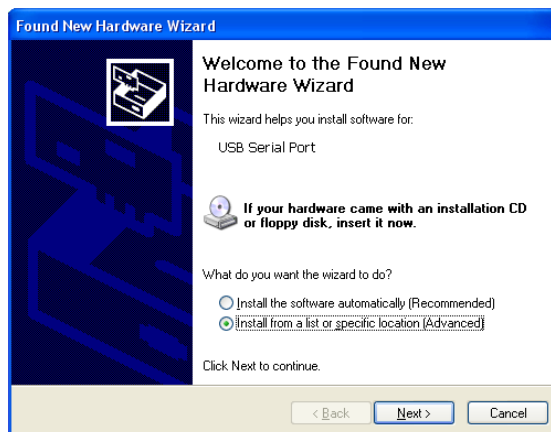 Found New Hardware Wizard
Welcome to the Found New
Hardware Wizard
This wizard helps you install software for:
USB Serial Port
If your hardware came with an installation CD
or floppy disk, insert it now.
What do you want the wizard to do?
Install the software automatically (Recommended)
Install from a list or specific location (Advanced)
Click Next to continue.
< Back
Next >
Cancel